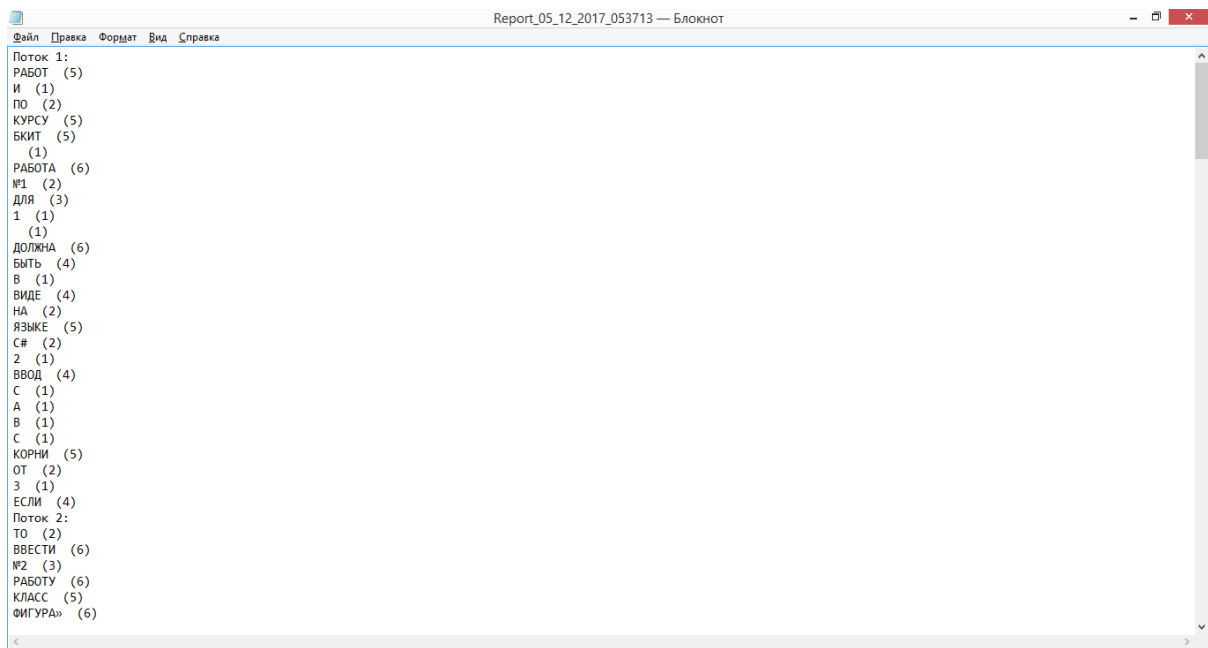 Report_05_12_2017_053713 — Блокнот
Файл Правка Формат Вид Справка
Поток 1:
РАБОТ (5)
И (1)
ПО (2)
КУРСУ (5)
БКИТ (5)
(1)
РАБОТА (6)
№1 (2)
ДЛЯ (3)
1 (1)
(1)
ДОЛЖНА (6)
БЫТЬ (4)
В (1)
ВИДЕ (4)
НА (2)
ЯЗЫКЕ (5)
C# (2)
2 (1)
ВВОД (4)
С (1)
А (1)
В (1)
С (1)
КОРНИ (5)
ОТ (2)
3 (1)
ЕСЛИ (4)
Поток 2:
ТО (2)
ВВЕСТИ (6)
№2 (3)
РАБОТУ (6)
КЛАСС (5)
ФИГУРА» (6)